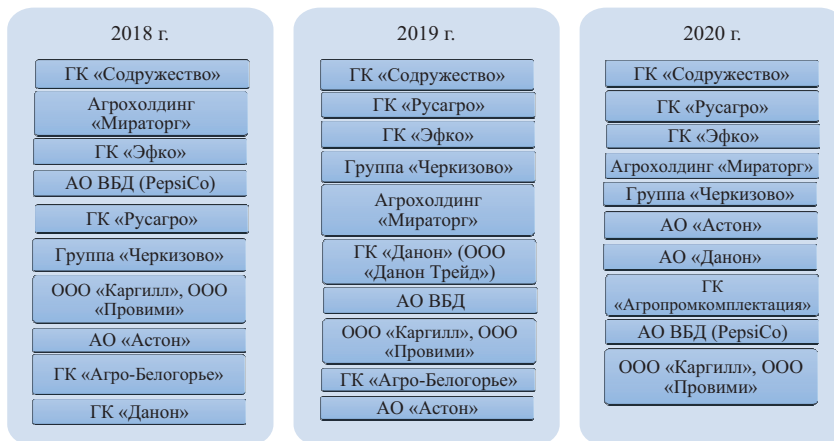 2018 г.
ГК «Содружество»
Агрохолдинг
«Мираторг»
ГК «Эфко»
АО ВБД (PepsiCo)
ГК «Русагро»
Группа «Черкизово»
ООО «Каргилл», ООО
«Провими»
АО «Астон»
ГК «Агро-Белогорье»
ГК «Данон»
2019 г.
ГК «Содружество»
ГК «Русагро»
ГК «Эфко»
Группа «Черкизово»
Агрохолдинг
«Мираторг»
ГК «Данон» (ООО
«Данон Трейд»)
АО ВБД
ООО «Каргилл», ООО
«Провими»
ГК «Агро-Белогорье»
АО «Астон»
2020 г.
ГК «Содружество»
ГК «Русагро»
ГК «Эфко»
Агрохолдинг «Мираторг»
Группа «Черкизово»
АО «Астон»
АО «Данон»
ГК
«Агропромкомплектация»
АО ВБД (PepsiCo)
ООО «Каргилл», ООО
«Провими»